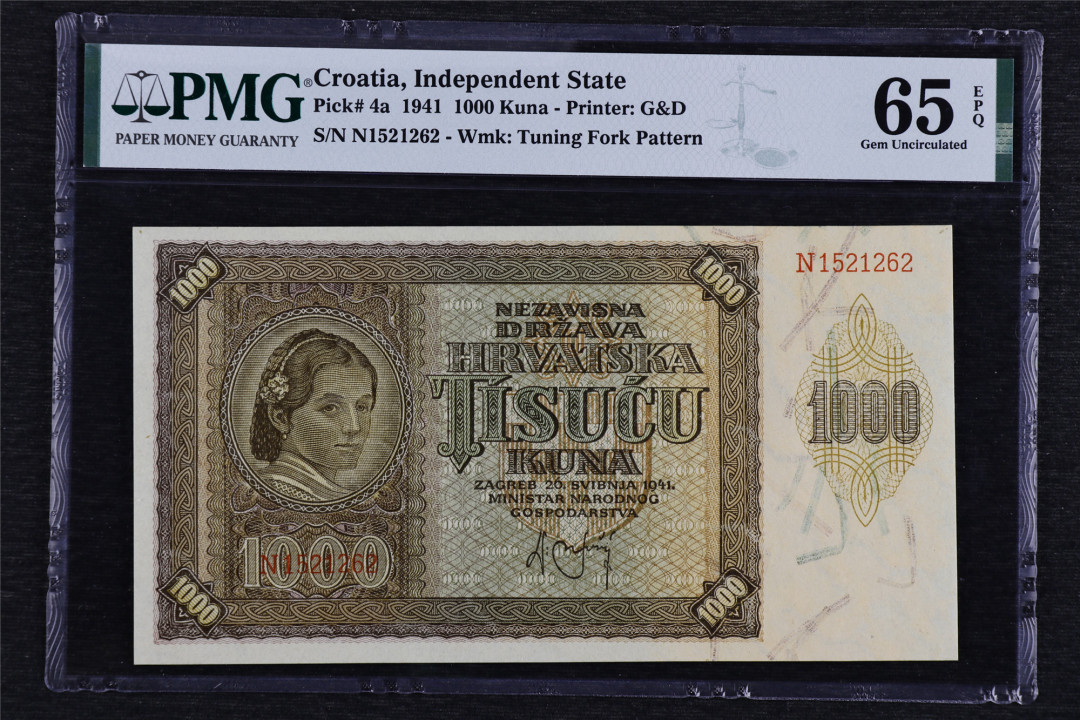 PMG®
PAPER MONEY GUARANTY
Croatia, Independent State
Pick# 4a 1941 1000 Kuna - Printer: G&D
S/N N1521262 - Wmk: Tuning Fork Pattern
65
EPQ
Gem Uncirculated
1000
1000
N1521262
NEZAVISNA
DRŽAVA
HRVATSKA
TISUĆU
KUNA
ZAGREB 26. SVIBNJA 1941.
MINISTAR NARODNOG
GOSPODARSTVA
1000
1000
N1521262
1000
1000